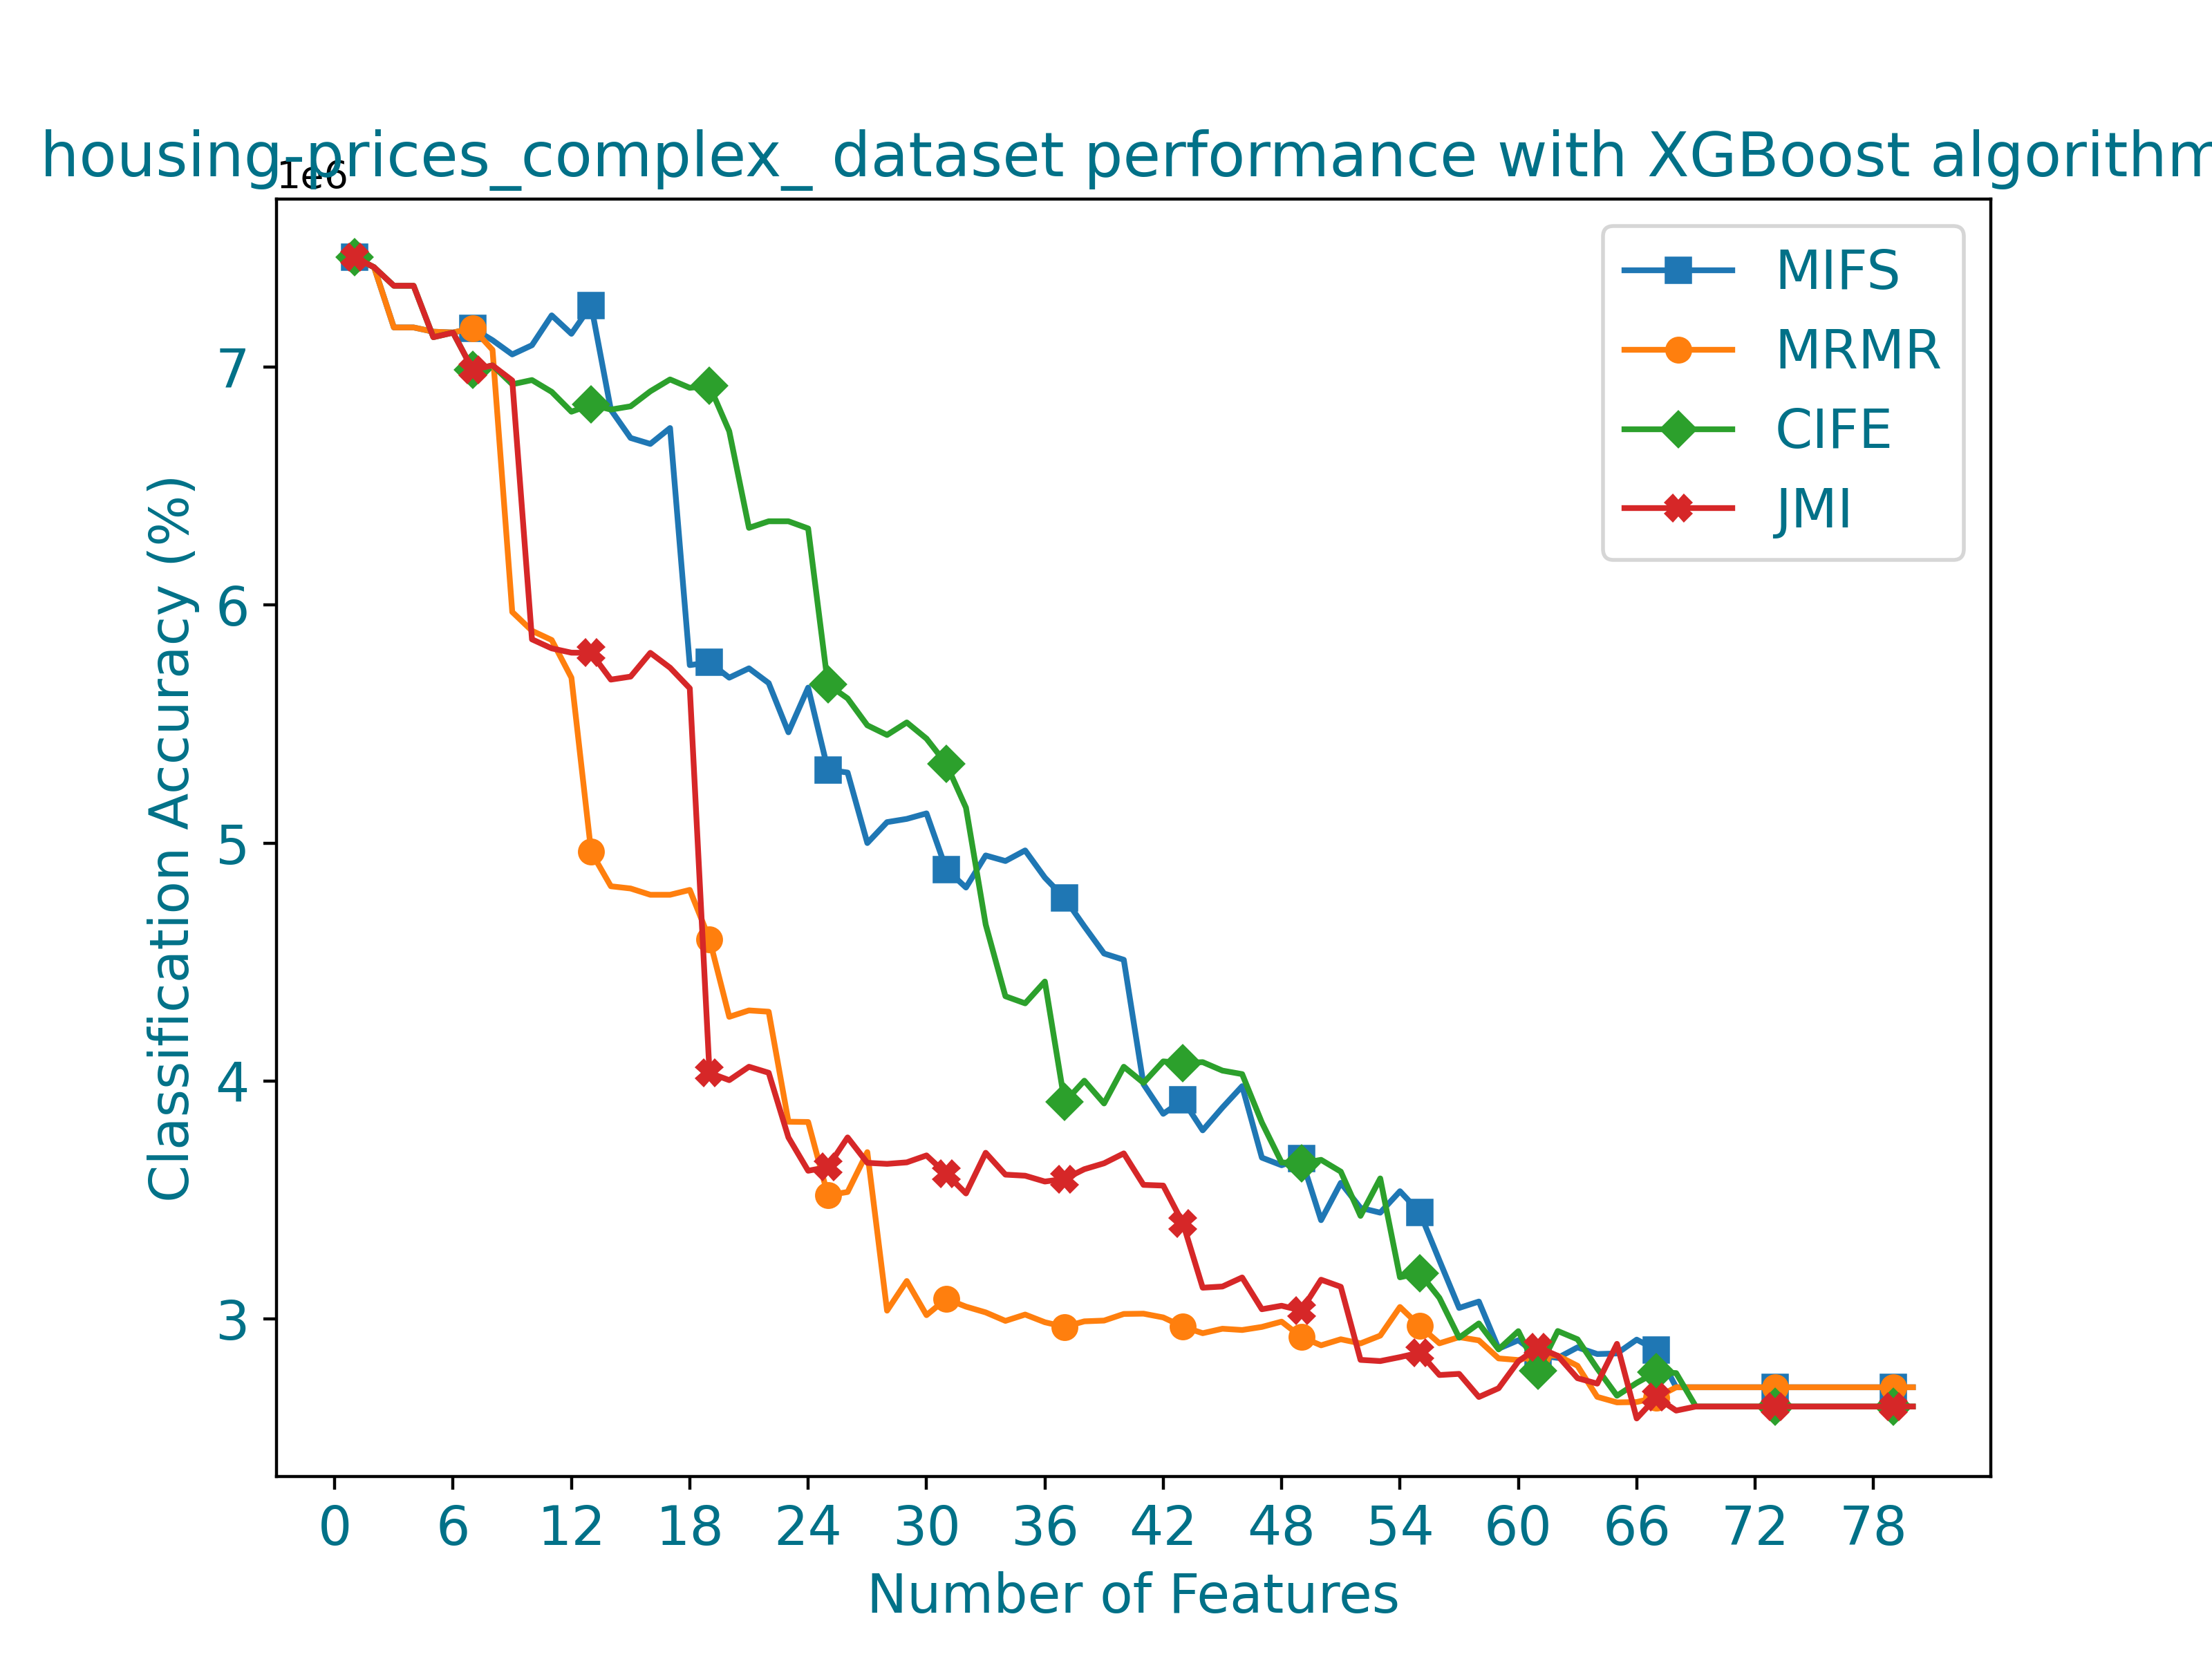 housing-prices_complex_ dataset performance with XGBoost algorithm
1e6
MIFS
MRMR
CIFE
JMI
Classification Accuracy (%)
7
6
5
4
3
0 6 12 18 24 30 36 42 48 54 60 66 72 78
Number of Features